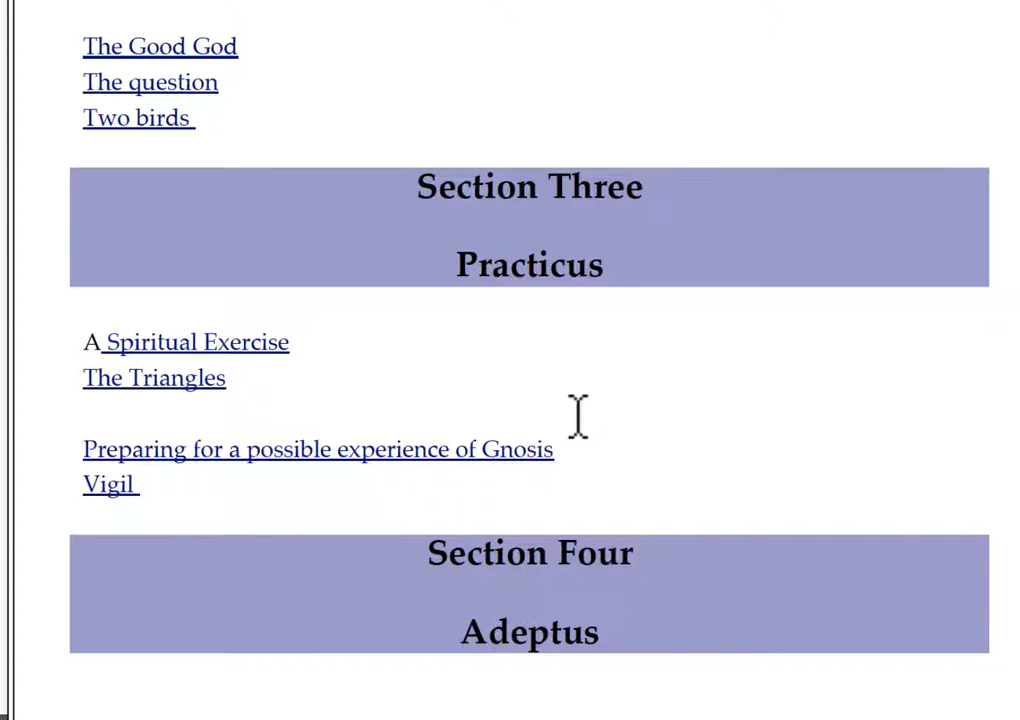 The Good God
The question
Two birds
Section Three
Practicus
A Spiritual Exercise
The Triangles
Preparing for a possible experience of Gnosis
Vigil
Section Four
Adeptus